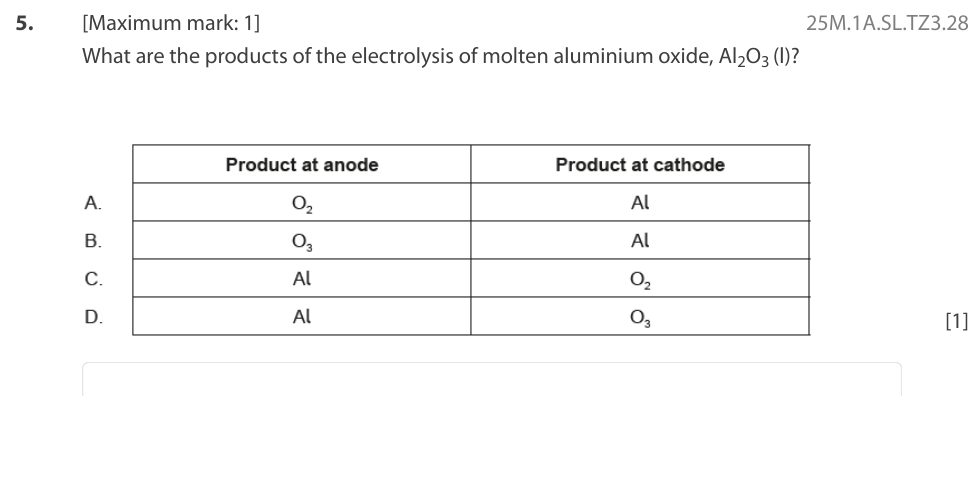 5. [Maximum mark: 1] 25M.1A.SL.TZ3.28
What are the products of the electrolysis of molten aluminium oxide, Al₂O₃ (l)?
Product at anode Product at cathode
A. O₂ Al
B. O₃ Al
C. Al O₂
D. Al O₃
[1]